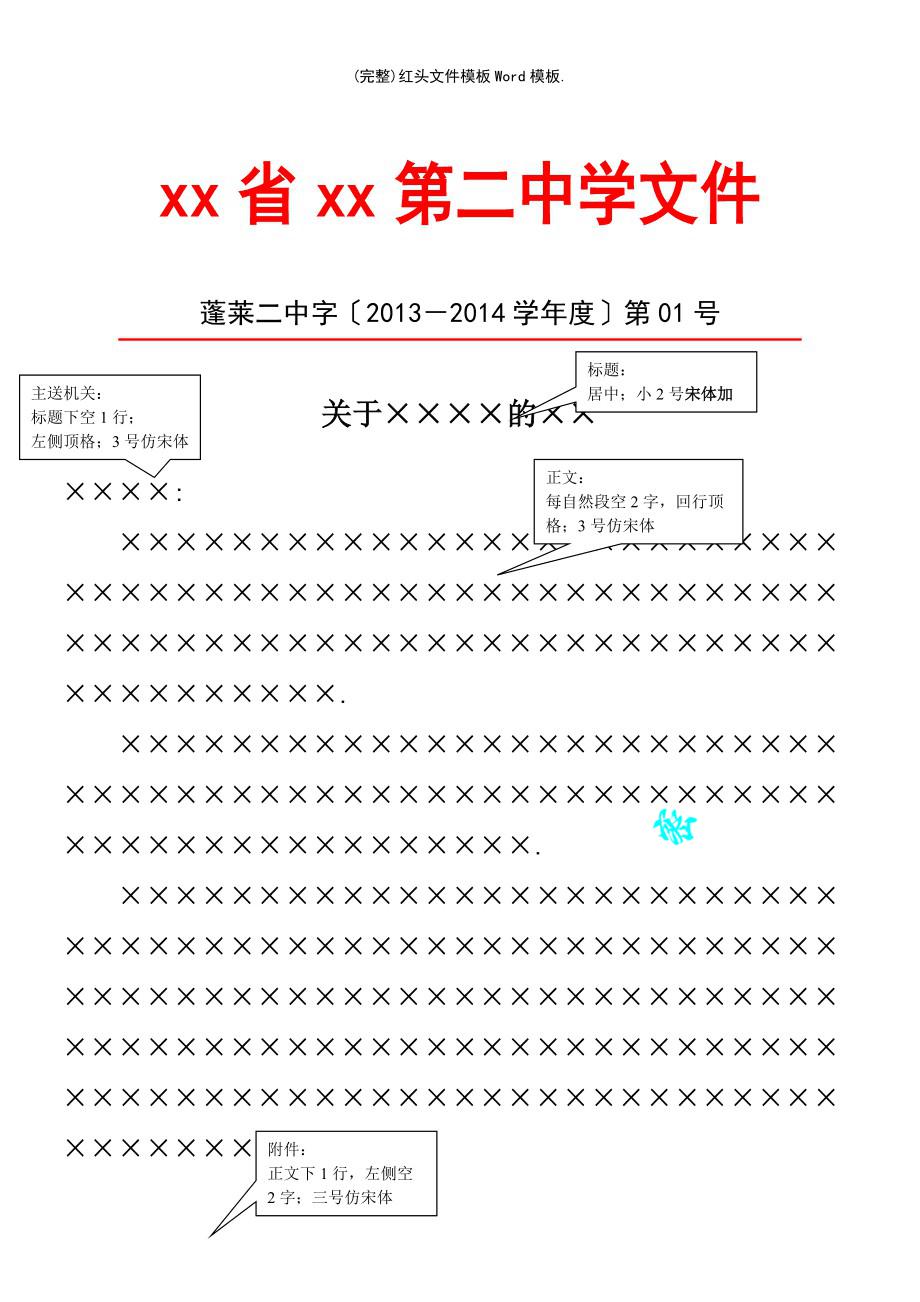 (完整)红头文件模板 Word 模板.
xx 省 xx 第二中学文件
蓬莱二中字〔2013－2014 学年度〕第 01 号
标题：
居中；小 2 号宋体加
主送机关：
标题下空 1 行；
左侧顶格；3 号仿宋体
关于××××的××
××××:
正文：
每自然段空 2 字，回行顶
格；3 号仿宋体
××××××××××××××××××××××××××
××××××××××××××××××××××××××××
××××××××××××××××××××××××××××
××××××××××.
××××××××××××××××××××××××××
××××××××××××××××××××××××××××
×××××××××××××××××.
××××××××××××××××××××××××××
××××××××××××××××××××××××××××
××××××××××××××××××××××××××××
××××××××××××××××××××××××××××
××××××××××××××××××××××××××××
×××××××
附件：
正文下 1 行，左侧空
2 字；三号仿宋体